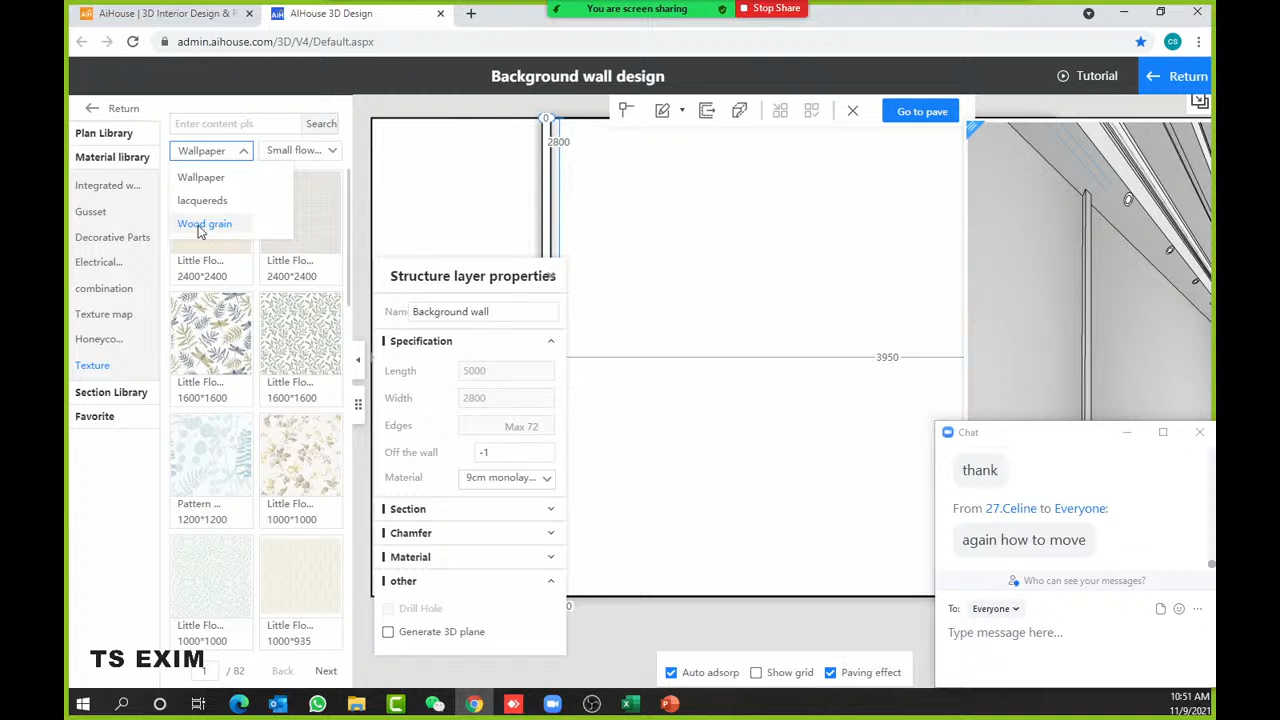 You are screen sharing
Stop Share
AiHouse | 3D Interior Design & R
AIHouse 3D Design
admin.aihouse.com/3D/V4/Default.aspx
CS
Background wall design
Tutorial
Return
Return
Plan Library
Material library
Integrated w...
Gusset
Decorative Parts
Electrical...
combination
Texture map
Honeyco...
Texture
Section Library
Favorite
Enter content pls
Search
Wallpaper
Small flow...
Wallpaper
lacquereds
Wood grain
Little Flo...
2400*2400
Little Flo...
2400*2400
Little Flo...
1600*1600
Little Flo...
1600*1600
Pattern ...
1200*1200
Little Flo...
1000*1000
Little Flo...
1000*1000
Little Flo...
1000*935
1 / 82
Back
Next
Go to pave
0
2800
3950
0
Structure layer properties
Name
Background wall
Specification
Length
5000
Width
2800
Edges
Max 72
Off the wall
-1
Material
9cm monolay...
Section
Chamfer
Material
other
Drill Hole
Generate 3D plane
Auto adsorp
Show grid
Paving effect
Chat
thank
From 27.Celine to Everyone:
again how to move
Who can see your messages?
To: Everyone
Type message here...
TS EXIM
10:51 AM
11/9/2021